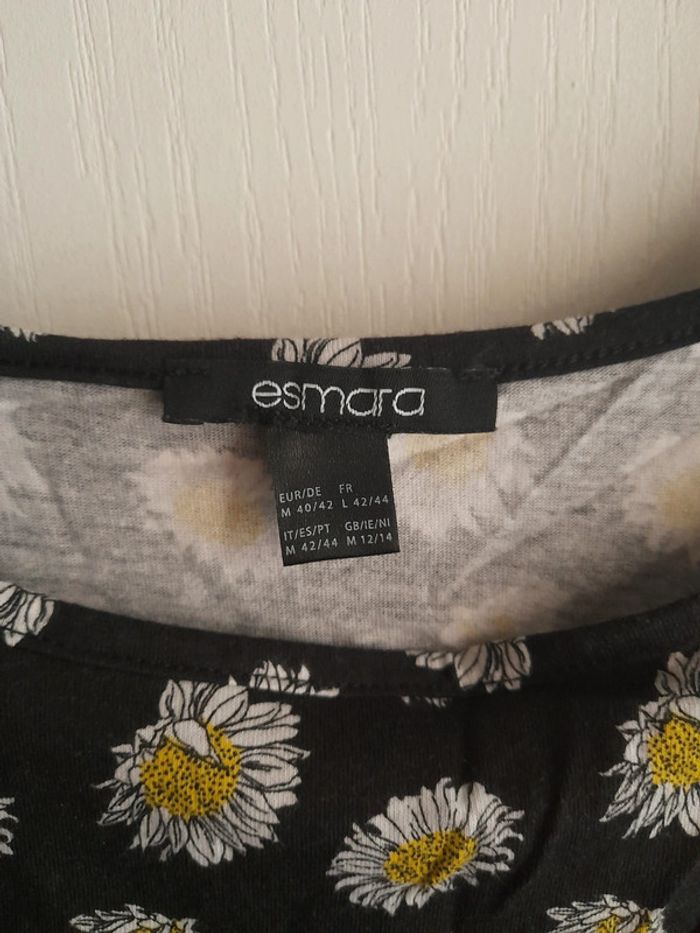 esmara
EUR/DE FR
M 40/42 L 42/44
IT/ES/PT GB/IE/NI
M 42/44 M 12/14